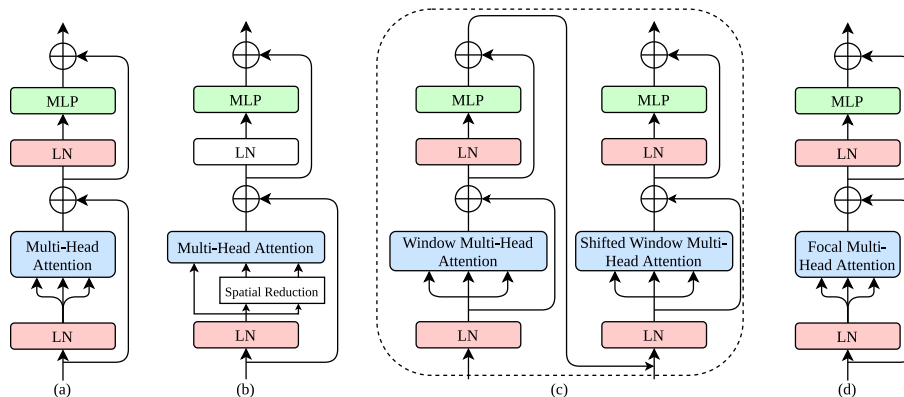 MLP
LN
Multi-Head
Attention
LN
(a)
MLP
LN
Multi-Head Attention
Spatial Reduction
LN
(b)
MLP
LN
Window Multi-Head
Attention
LN
MLP
LN
Shifted Window Multi-
Head Attention
LN
(c)
MLP
LN
Focal Multi-
Head Attention
LN
(d)